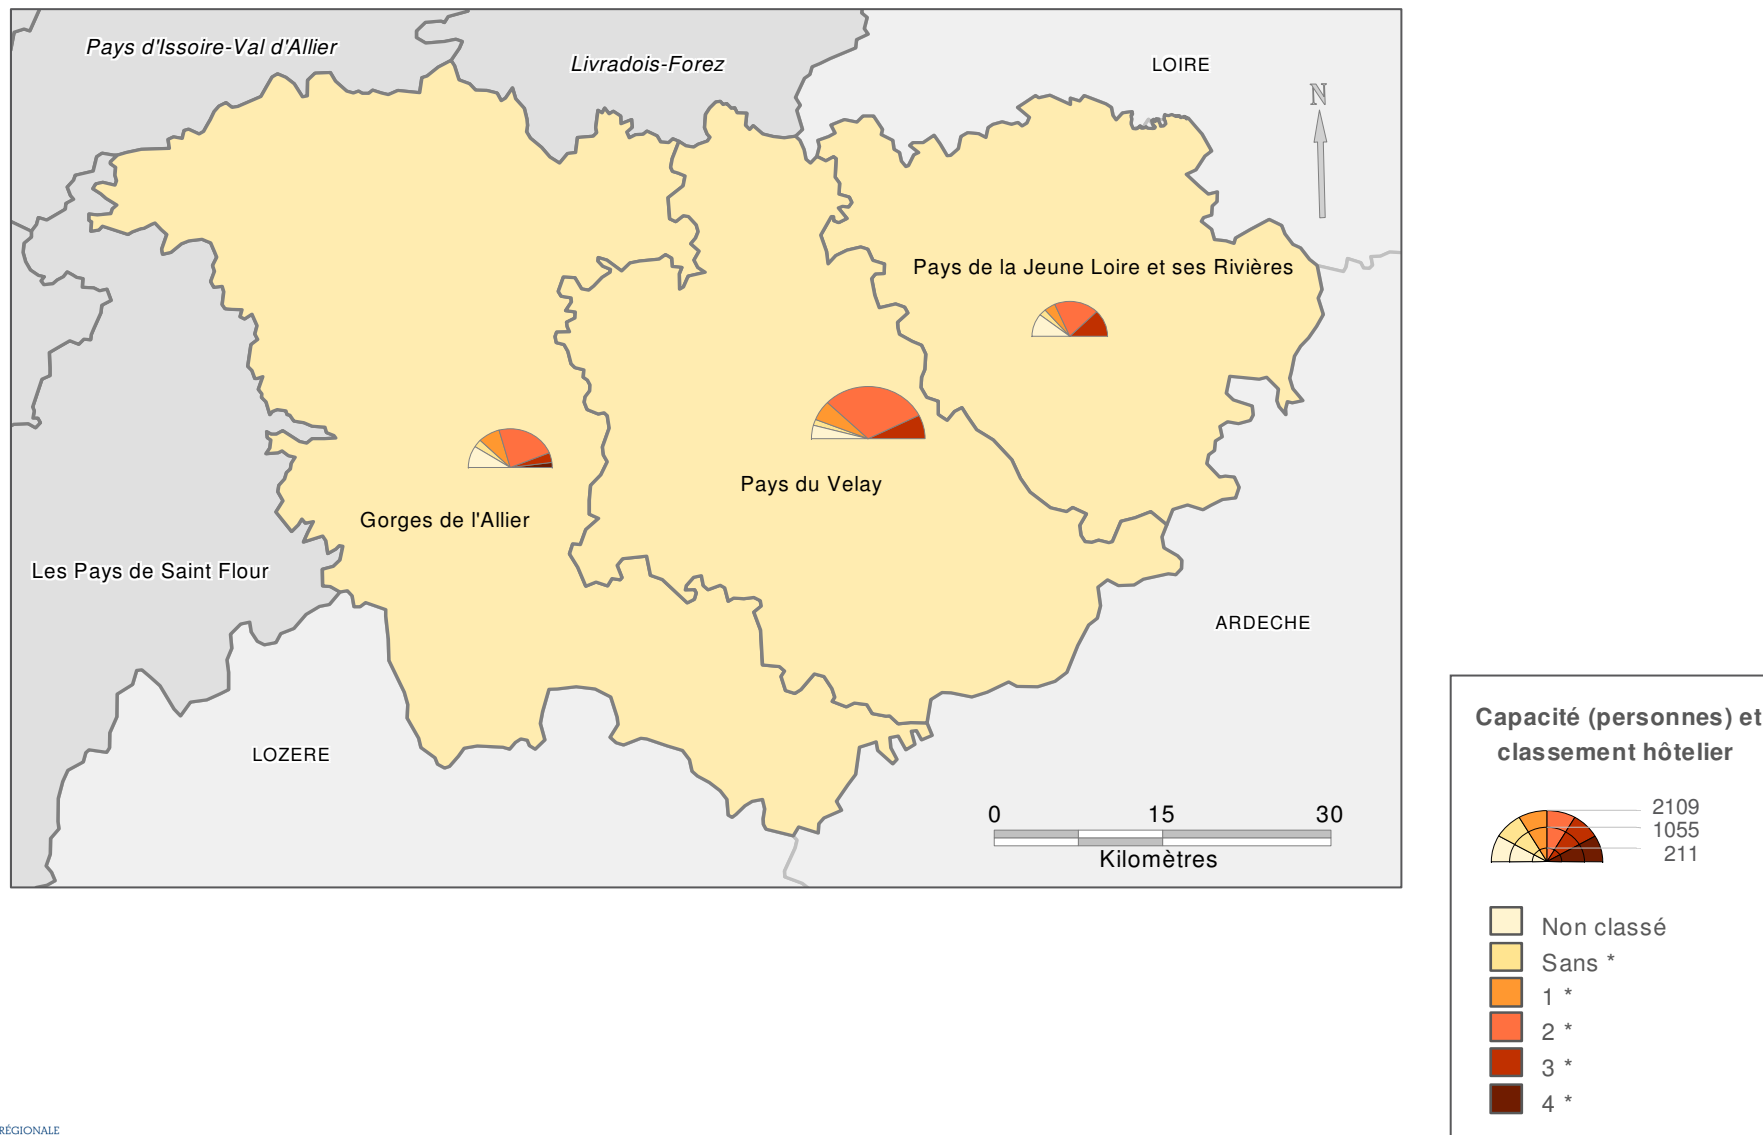 Pays d'Issoire-Val d'Allier
Livradois-Forez
LOIRE
N
Pays de la Jeune Loire et ses Rivières
Pays du Velay
Gorges de l'Allier
Les Pays de Saint Flour
ARDECHE
LOZERE
0 15 30
Kilomètres
Capacité (personnes) et
classement hôtelier
2109
1055
211
Non classé
Sans *
1 *
2 *
3 *
4 *
RÉGIONALE